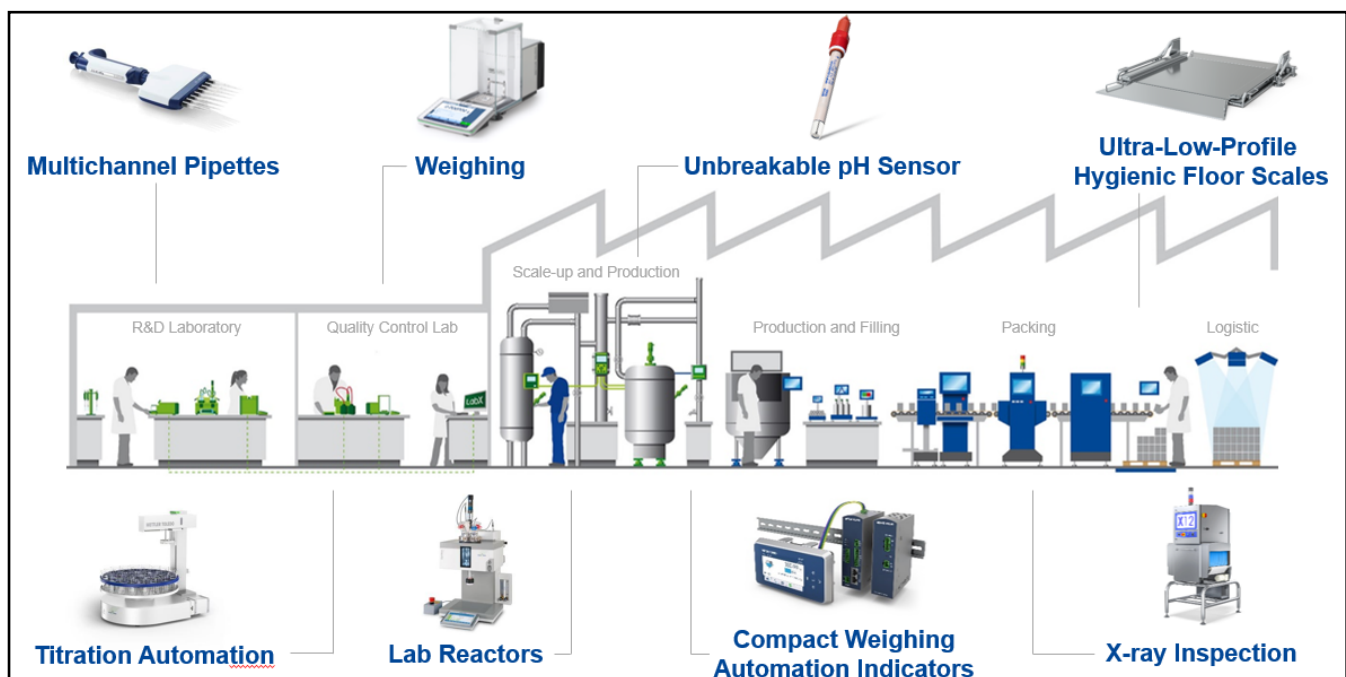 Multichannel Pipettes
Weighing
Unbreakable pH Sensor
Ultra-Low-Profile
Hygienic Floor Scales
Scale-up and Production
R&D Laboratory
Quality Control Lab
Production and Filling
Packing
Logistic
LabX
Titration Automation
Lab Reactors
Compact Weighing
Automation Indicators
X-ray Inspection